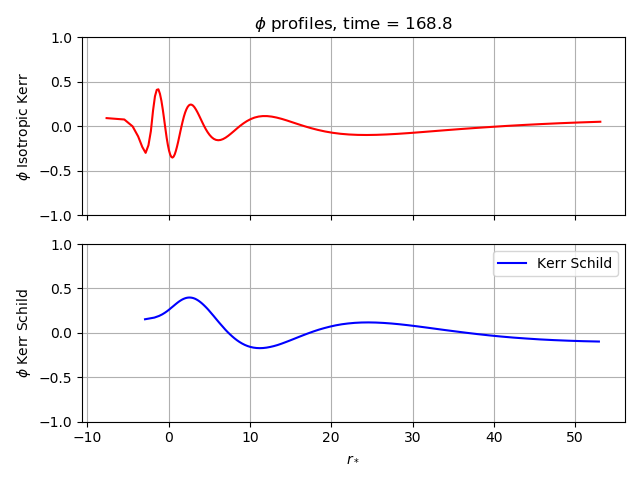 ϕ profiles, time = 168.8
1.0
0.5
0.0
−0.5
−1.0
ϕ Isotropic Kerr
1.0
0.5
0.0
−0.5
−1.0
ϕ Kerr Schild
Kerr Schild
−10 0 10 20 30 40 50
r*